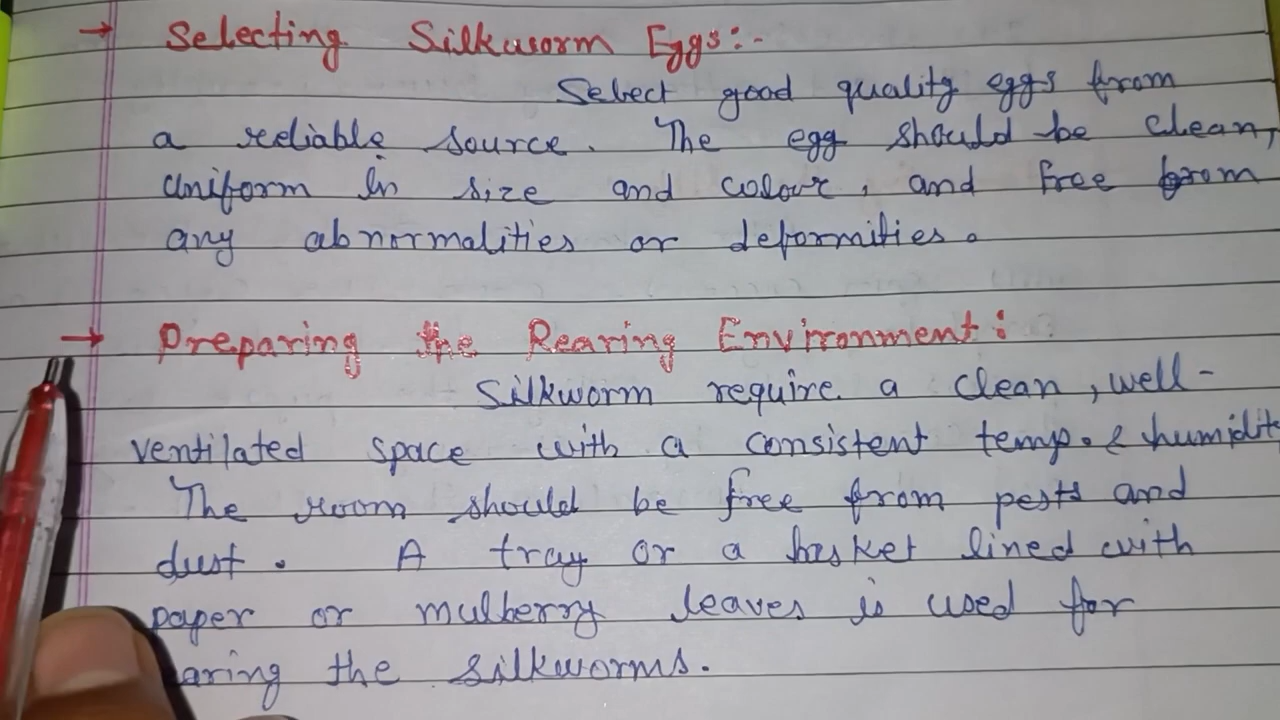 → Selecting Silkworm Eggs:-
Select good quality eggs from
a reliable source. The egg should be clean,
uniform in size and colour, and free from
any abnormalities or deformities.
→ Preparing the Rearing Environment:
Silkworm require a clean, well-
ventilated space with a consistent temp. & humidit
The room should be free from pests and
dust. A tray or a basket lined with
paper or mulberry leaves is used for
aring the silkworms.